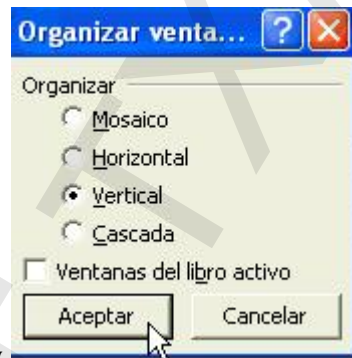 Organizar venta...
Organizar
Mosaico
Horizontal
Vertical
Cascada
Ventanas del libro activo
Aceptar Cancelar